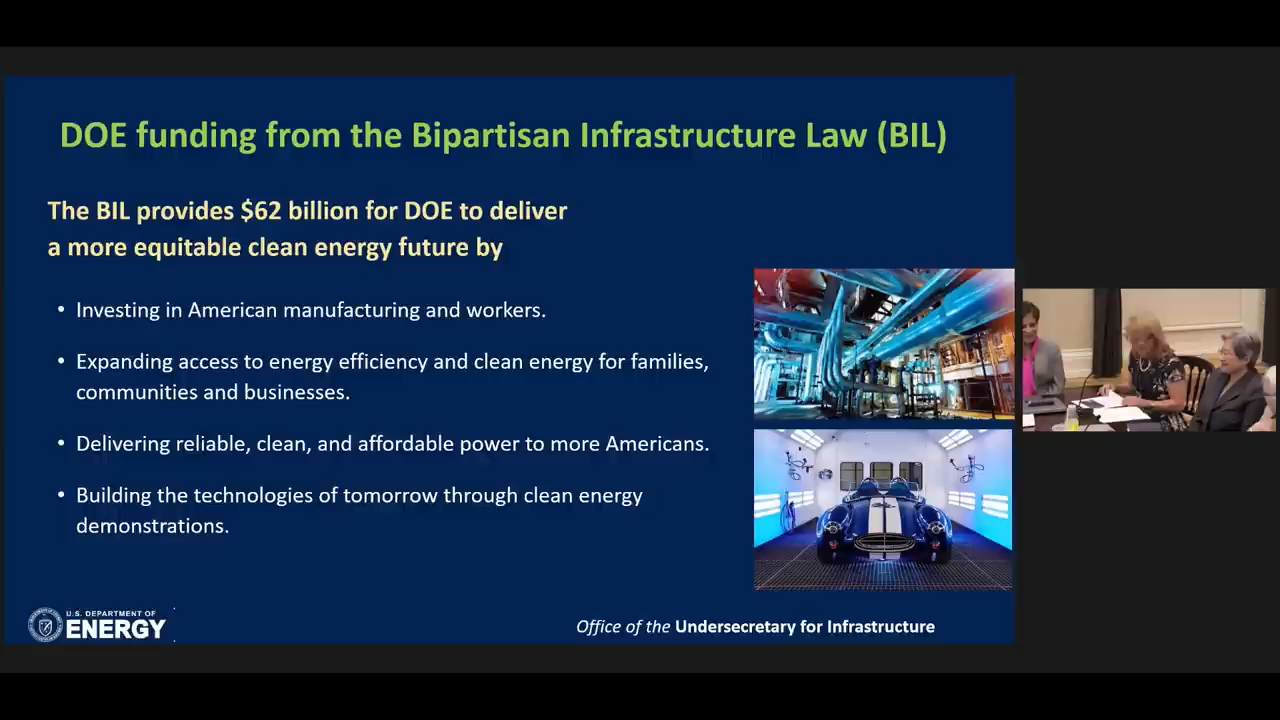 DOE funding from the Bipartisan Infrastructure Law (BIL)
The BIL provides $62 billion for DOE to deliver
a more equitable clean energy future by
• Investing in American manufacturing and workers.
• Expanding access to energy efficiency and clean energy for families,
communities and businesses.
• Delivering reliable, clean, and affordable power to more Americans.
• Building the technologies of tomorrow through clean energy
demonstrations.
U.S. DEPARTMENT OF
ENERGY
Office of the Undersecretary for Infrastructure